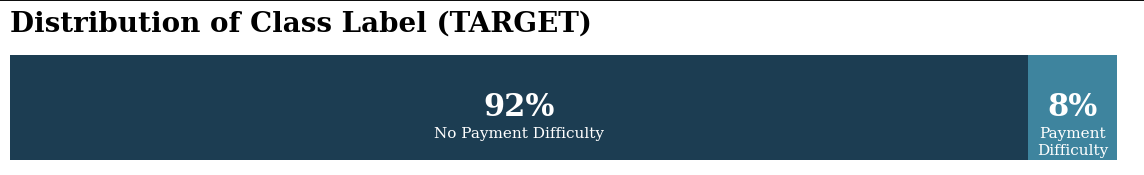 Distribution of Class Label (TARGET)
92%
No Payment Difficulty
8%
Payment
Difficulty